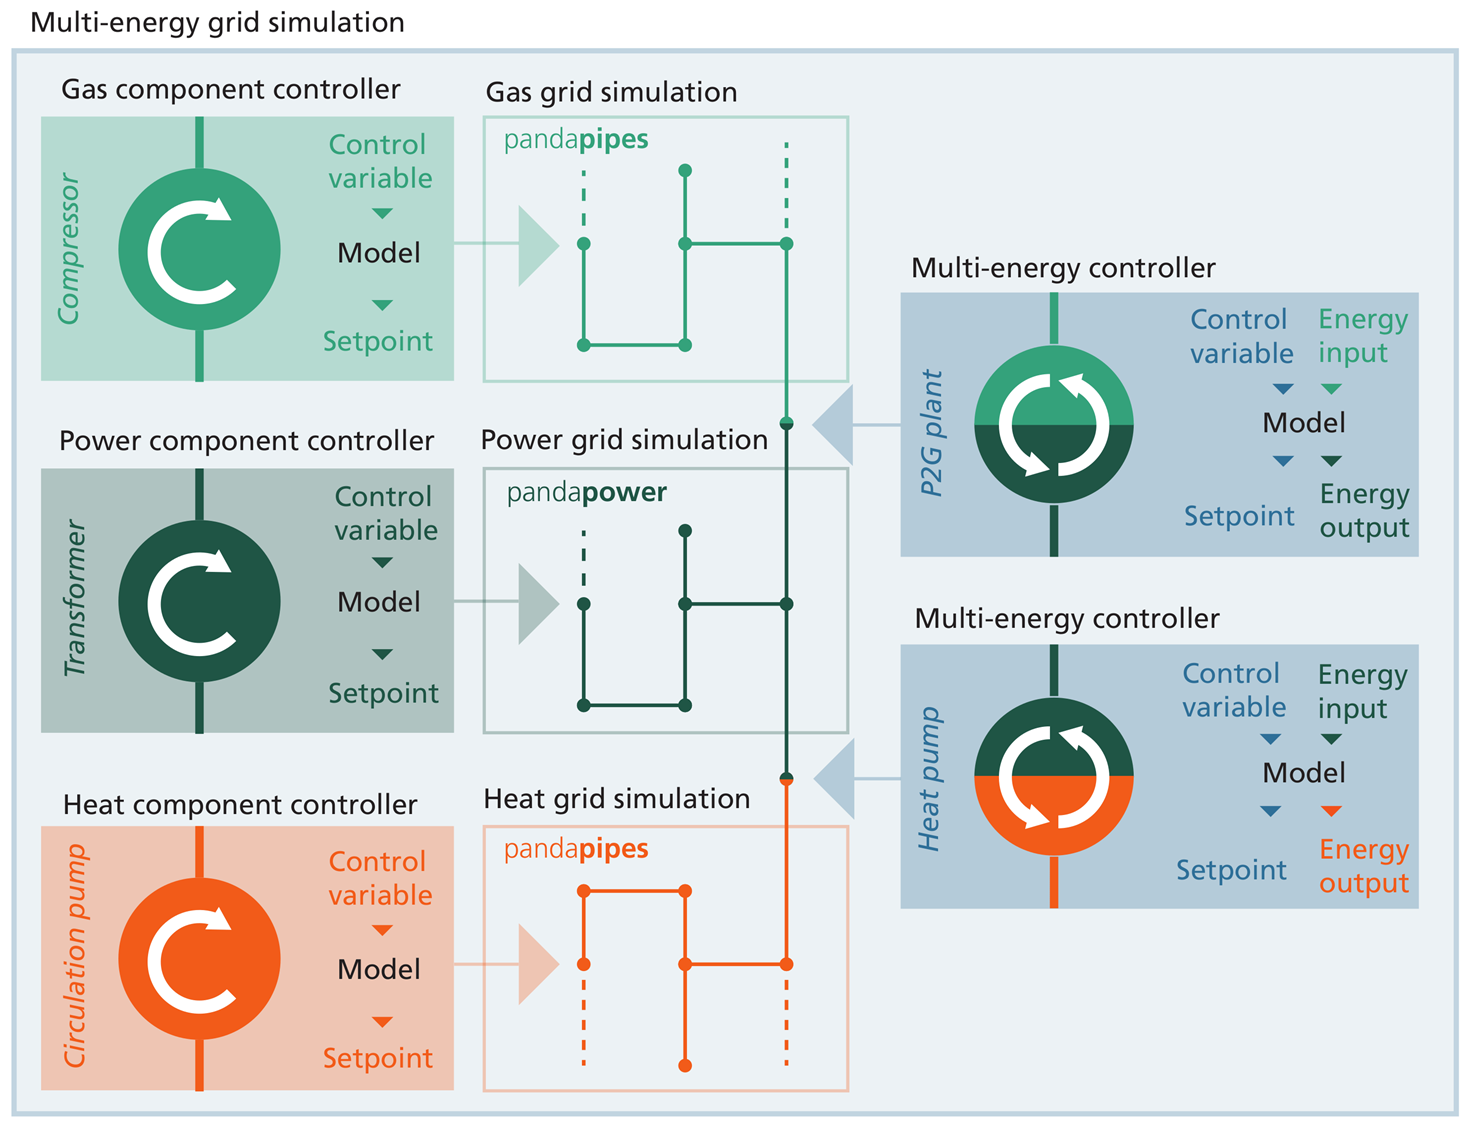 Multi-energy grid simulation
Gas component controller
Compressor
Control
variable
Model
Setpoint
Gas grid simulation
pandapipes
Power component controller
Transformer
Control
variable
Model
Setpoint
Power grid simulation
pandapower
Heat component controller
Circulation pump
Control
variable
Model
Setpoint
Heat grid simulation
pandapipes
Multi-energy controller
P2G plant
Control
variable
Energy
input
Model
Setpoint
Energy
output
Multi-energy controller
Heat pump
Control
variable
Energy
input
Model
Setpoint
Energy
output